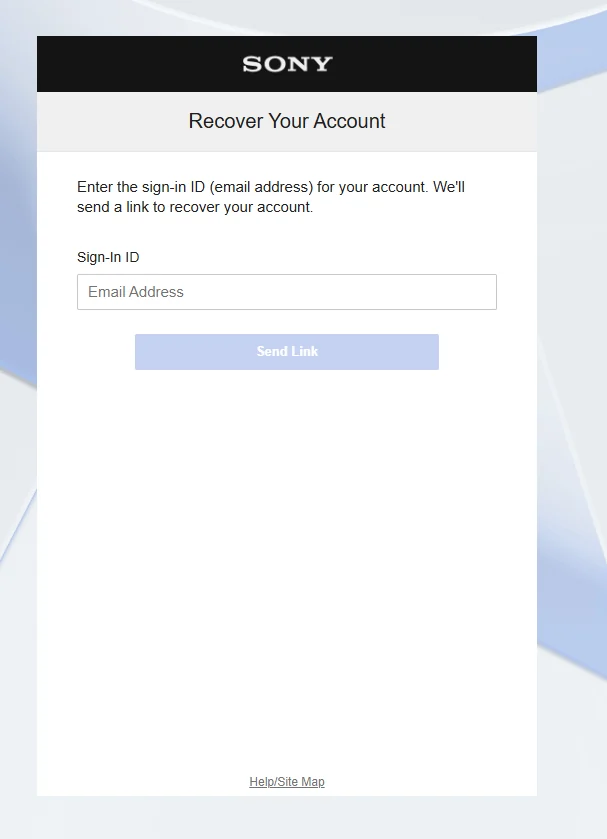 SONY
Recover Your Account
Enter the sign-in ID (email address) for your account. We'll
send a link to recover your account.
Sign-In ID
Email Address
Send Link
Help/Site Map